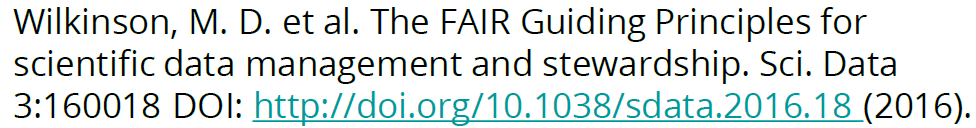 Wilkinson, M. D. et al. The FAIR Guiding Principles for
scientific data management and stewardship. Sci. Data
3:160018 DOI: http://doi.org/10.1038/sdata.2016.18 (2016).